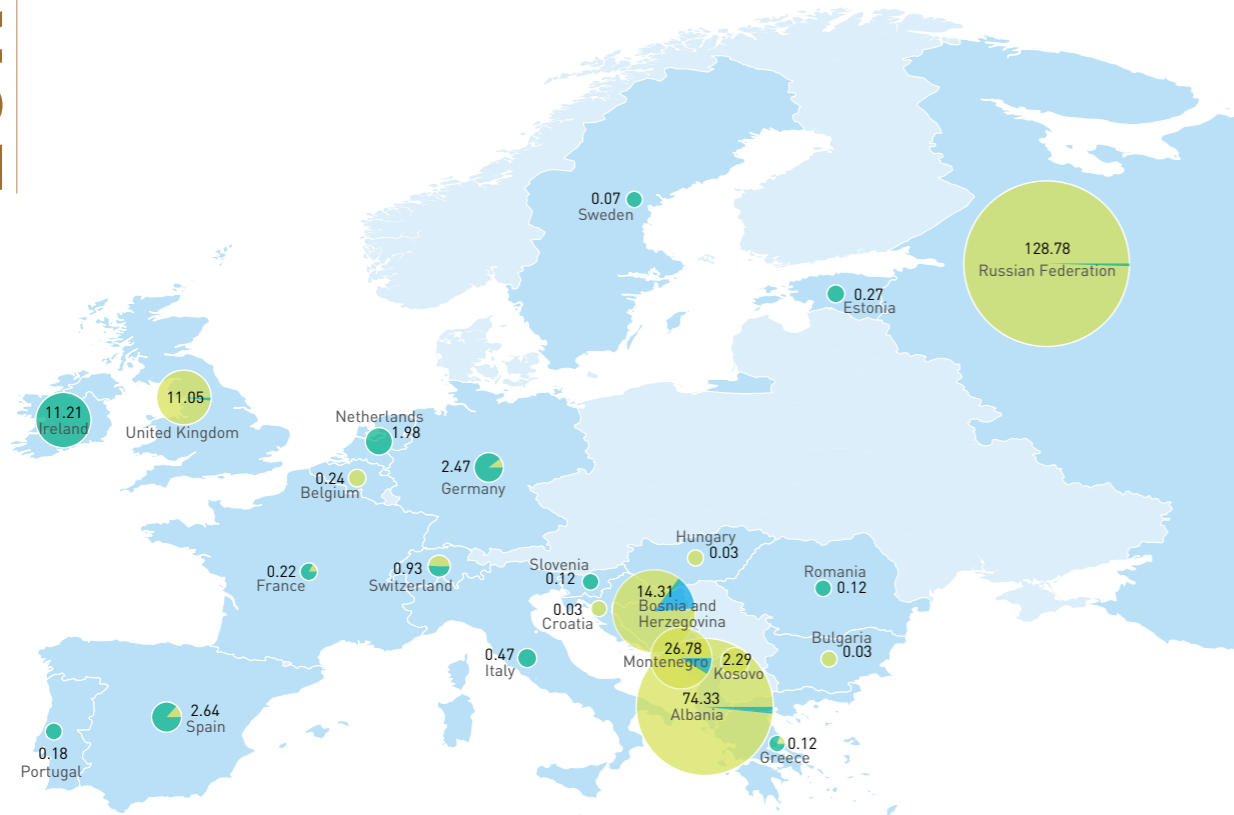 0.07
Sweden
128.78
Russian Federation
0.27
Estonia
11.21
Ireland
11.05
United Kingdom
Netherlands
1.98
0.24
Belgium
2.47
Germany
0.22
France
0.93
Switzerland
Slovenia
0.12
0.03
Croatia
Hungary
0.03
Romania
0.12
14.31
Bosnia and
Herzegovina
Bulgaria
0.03
26.78
Montenegro
2.29
Kosovo
0.47
Italy
74.33
Albania
0.12
Greece
2.64
Spain
0.18
Portugal